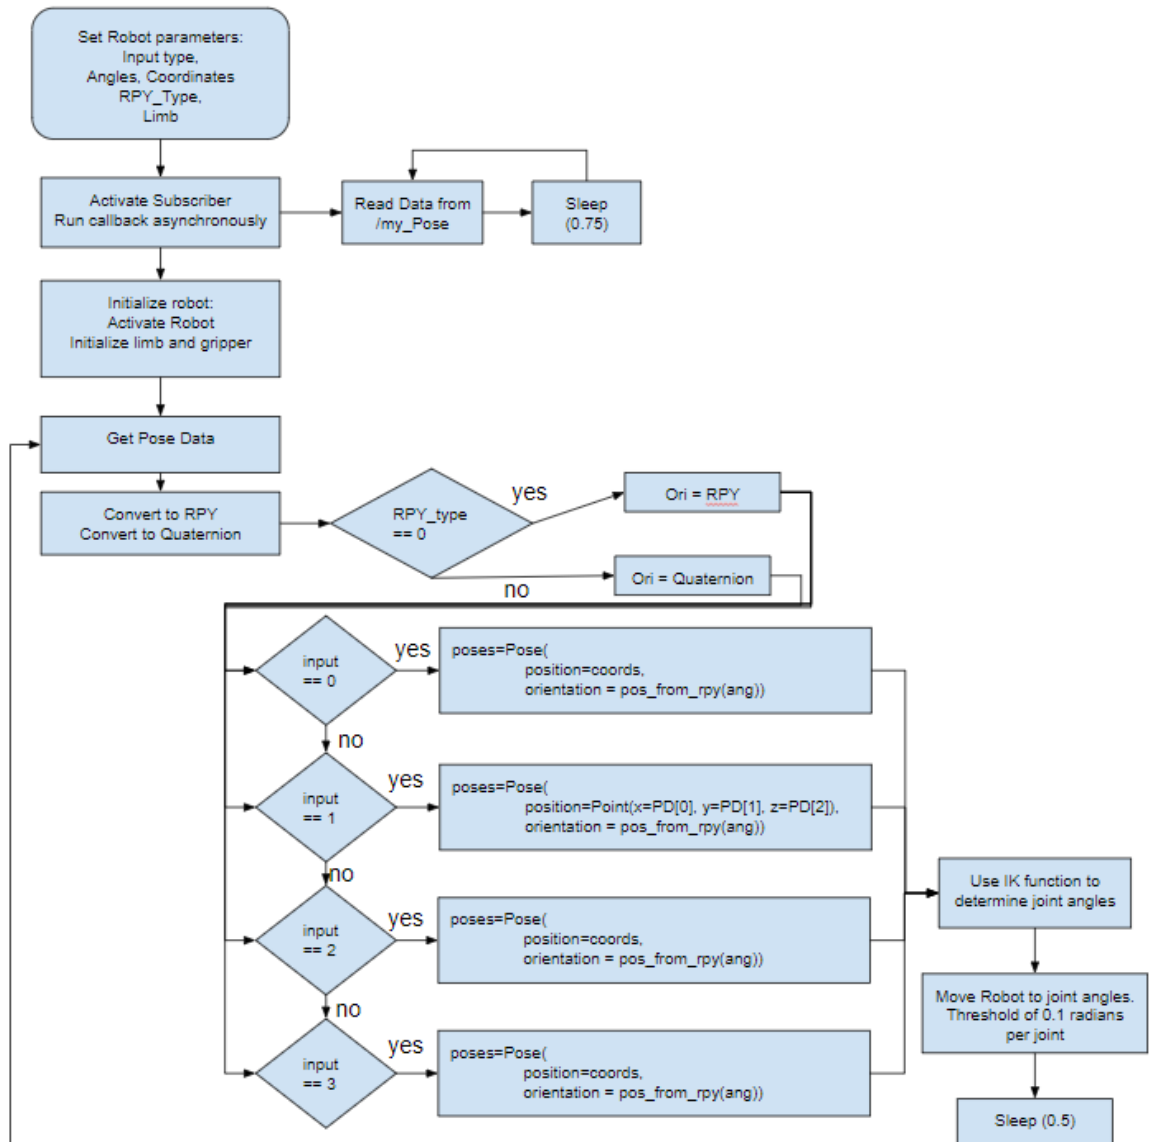 Set Robot parameters:
Input type,
Angles, Coordinates
RPY_Type,
Limb
Activate Subscriber
Run callback asynchronously
Read Data from
/my_Pose
Sleep
(0.75)
Initialize robot:
Activate Robot
Initialize limb and gripper
Get Pose Data
Convert to RPY
Convert to Quaternion
RPY_type
== 0
yes
Ori = RPY
no
Ori = Quaternion
input
== 0
yes
poses=Pose(
position=coords,
orientation = pos_from_rpy(ang))
no
input
== 1
yes
poses=Pose(
position=Point(x=PD[0], y=PD[1], z=PD[2]),
orientation = pos_from_rpy(ang))
no
input
== 2
yes
poses=Pose(
position=coords,
orientation = pos_from_rpy(ang))
no
input
== 3
yes
poses=Pose(
position=coords,
orientation = pos_from_rpy(ang))
Use IK function to
determine joint angles
Move Robot to joint angles.
Threshold of 0.1 radians
per joint
Sleep (0.5)